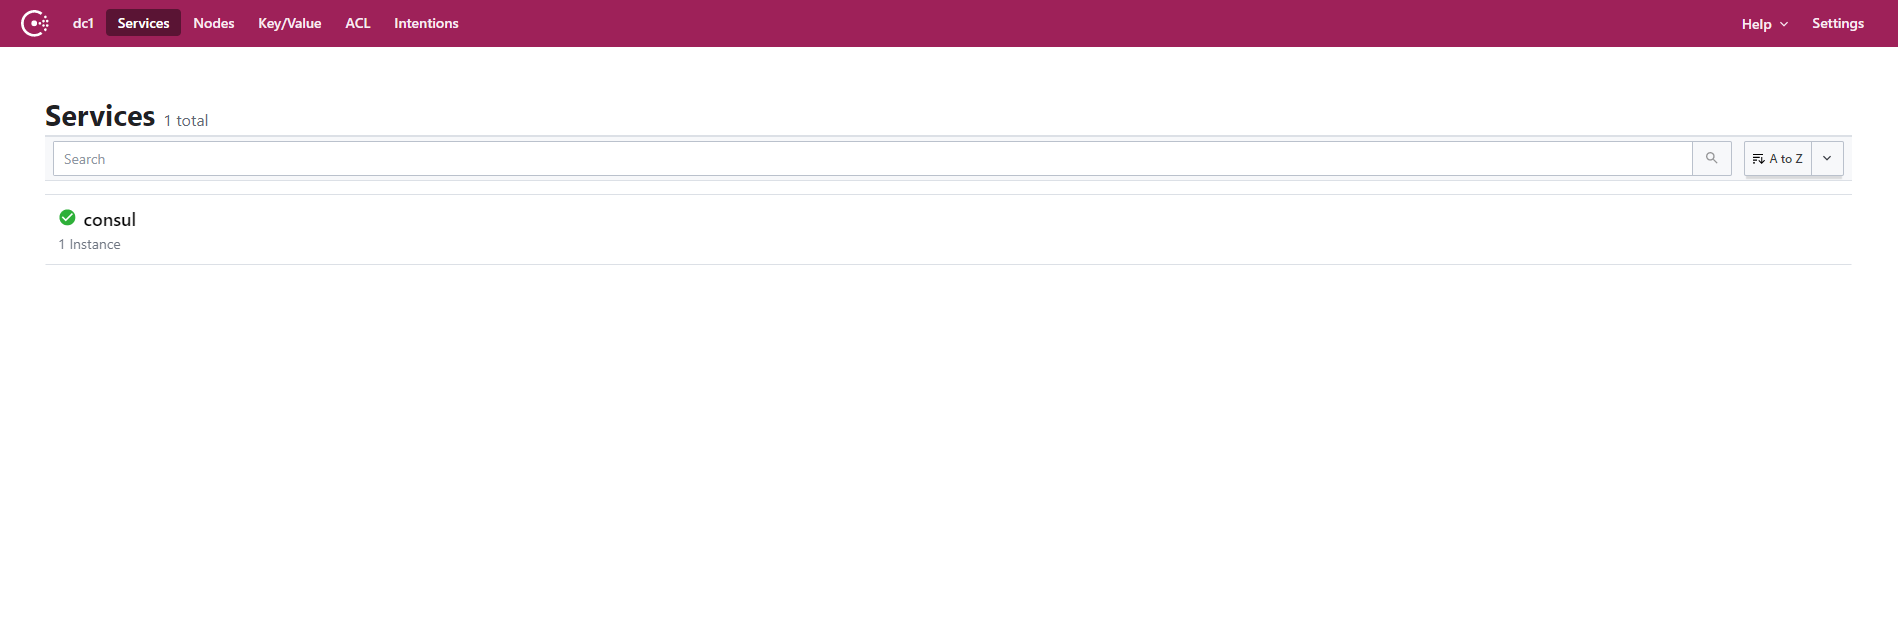 dc1 Services Nodes Key/Value ACL Intentions Help Settings
Services 1 total
Search A to Z
consul
1 Instance